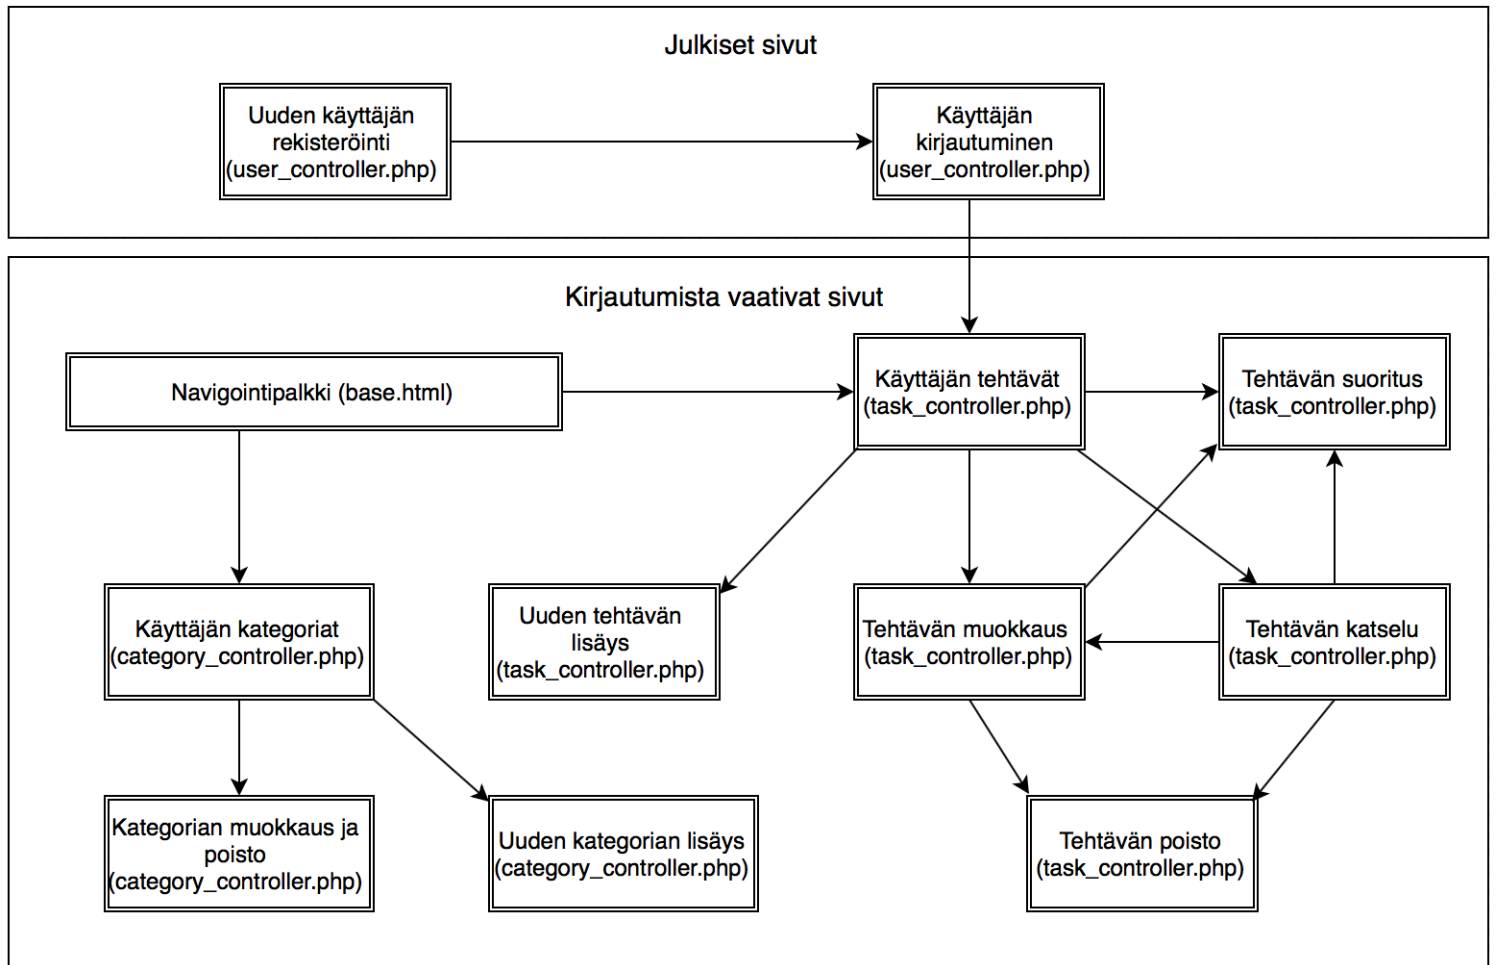 Julkiset sivut
Uuden käyttäjän
rekisteröinti
(user_controller.php)
Käyttäjän
kirjautuminen
(user_controller.php)
Kirjautumista vaativat sivut
Navigointipalkki (base.html)
Käyttäjän tehtävät
(task_controller.php)
Tehtävän suoritus
(task_controller.php)
Käyttäjän kategoriat
(category_controller.php)
Uuden tehtävän
lisäys
(task_controller.php)
Tehtävän muokkaus
(task_controller.php)
Tehtävän katselu
(task_controller.php)
Kategorian muokkaus ja
poisto
(category_controller.php)
Uuden kategorian lisäys
(category_controller.php)
Tehtävän poisto
(task_controller.php)